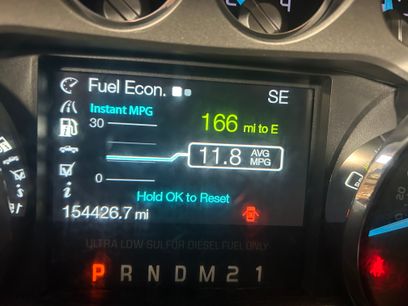 Fuel Econ.
SE
Instant MPG
30
166 mi to E
11.8 AVG MPG
0
Hold OK to Reset
154426.7 mi
ULTRA LOW SULFUR DIESEL FUEL ONLY
P R N D M 2 1
4